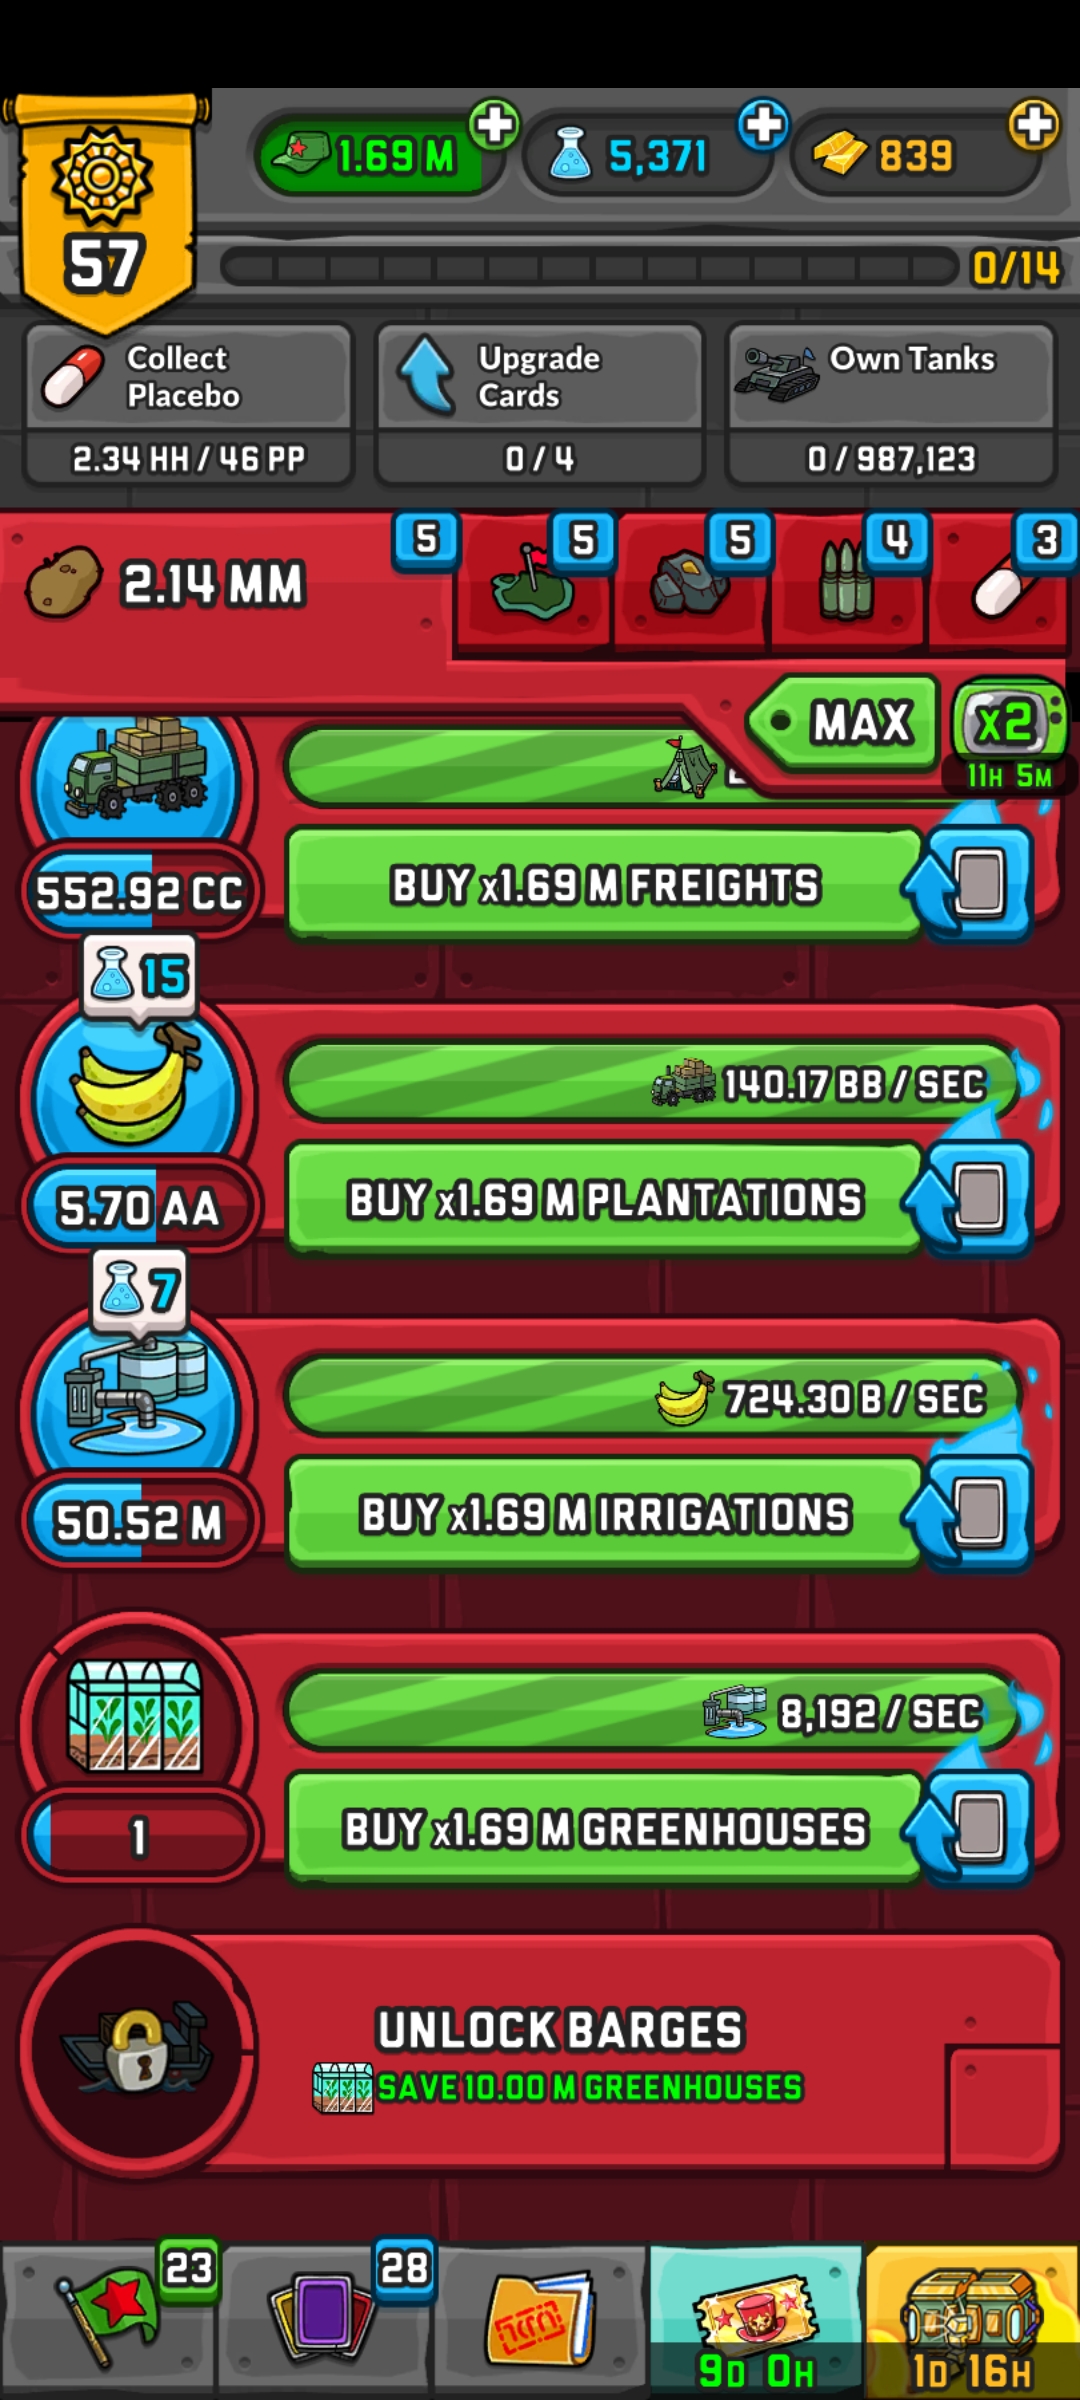 1.69 M
5,371
839
57
0/14
Collect
Placebo
2.34 HH / 46 PP
Upgrade
Cards
0 / 4
Own Tanks
0 / 987,123
2.14 MM
5
5
5
4
3
MAX
x2
11H 5M
552.92 CC
BUY x1.69 M FREIGHTS
15
140.17 BB / SEC
5.70 AA
BUY x1.69 M PLANTATIONS
7
724.30 B / SEC
50.52 M
BUY x1.69 M IRRIGATIONS
8,192 / SEC
1
BUY x1.69 M GREENHOUSES
UNLOCK BARGES
SAVE 10.00 M GREENHOUSES
23
28
9D 0H
1D 16H